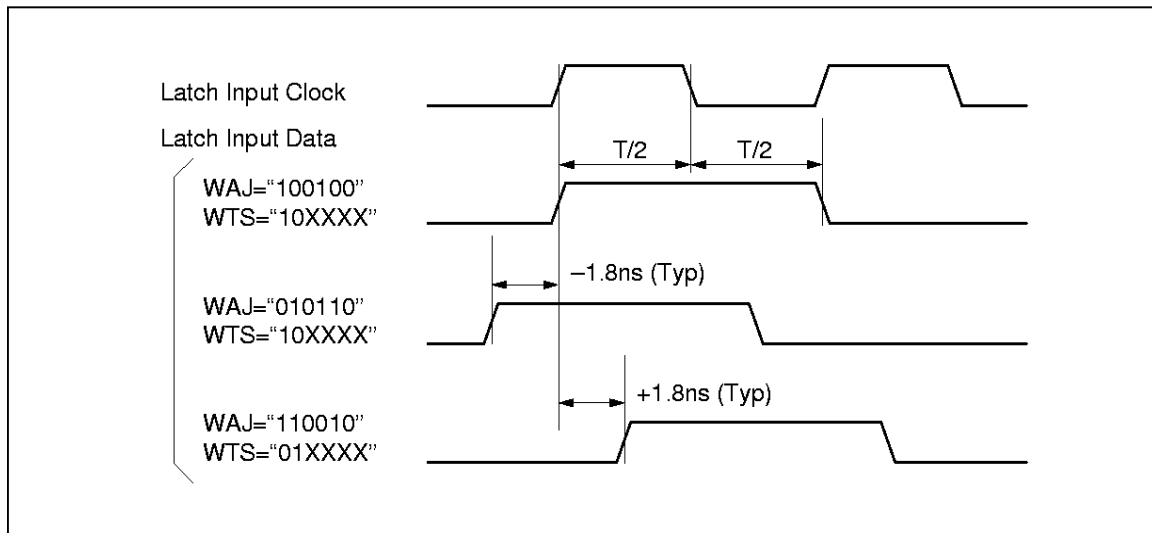 Latch Input Clock
Latch Input Data
T/2 T/2
WAJ=“100100”
WTS=“10XXXX”
–1.8ns (Typ)
WAJ=“010110”
WTS=“10XXXX”
+1.8ns (Typ)
WAJ=“110010”
WTS=“01XXXX”